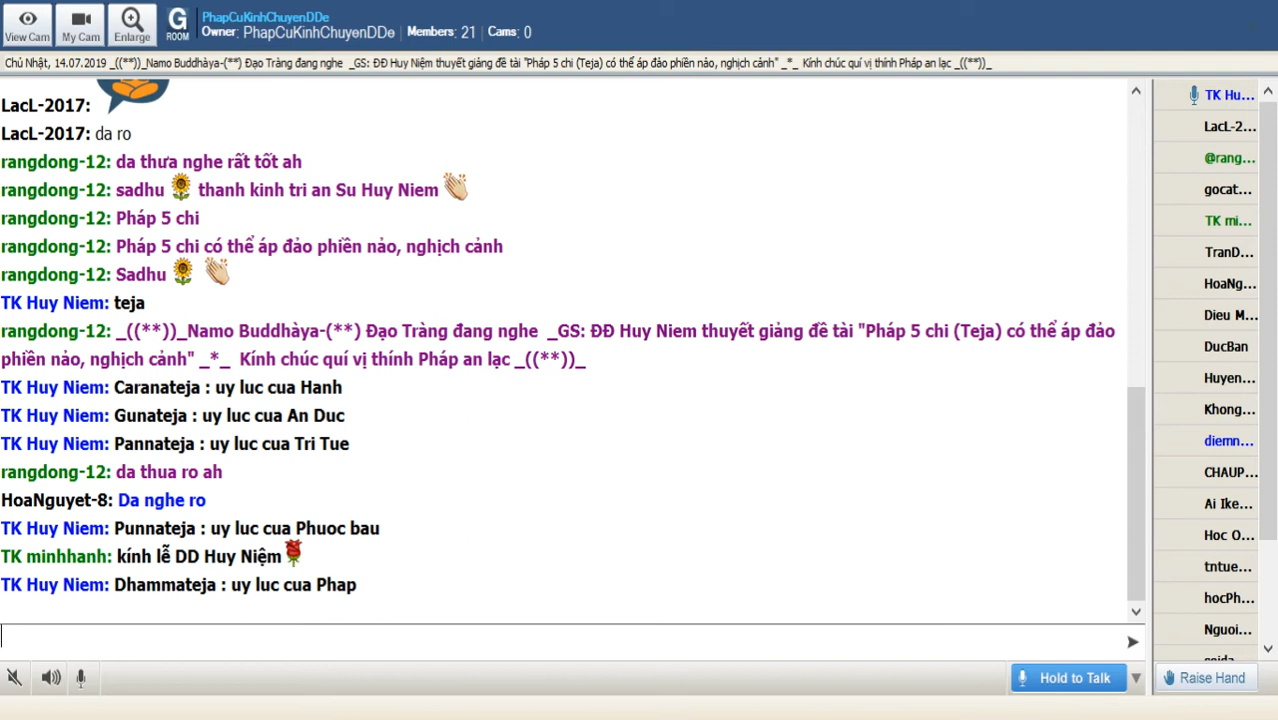 View Cam
My Cam
Enlarge
G
ROOM
PhapCuKinhChuyenDDe
Owner: PhapCuKinhChuyenDDe Members: 21 Cams: 0
Chủ Nhật, 14.07.2019 _((**))_Namo Buddhàya-(**) Đạo Tràng đang nghe _GS: ĐĐ Huy Niệm thuyết giảng đề tài "Pháp 5 chi (Teja) có thể áp đảo phiền não, nghịch cảnh" _*_ Kính chúc quí vị thính Pháp an lạc _((**))_
LacL-2017:
LacL-2017: da ro
rangdong-12: da thưa nghe rất tốt ah
rangdong-12: sadhu thanh kinh tri an Su Huy Niem
rangdong-12: Pháp 5 chi
rangdong-12: Pháp 5 chi có thể áp đảo phiền não, nghịch cảnh
rangdong-12: Sadhu
TK Huy Niem: teja
rangdong-12: _((**))_Namo Buddhàya-(**) Đạo Tràng đang nghe _GS: ĐĐ Huy Niem thuyết giảng đề tài "Pháp 5 chi (Teja) có thể áp đảo
phiền não, nghịch cảnh" _*_ Kính chúc quí vị thính Pháp an lạc _((**))_
TK Huy Niem: Caranateja : uy luc cua Hanh
TK Huy Niem: Gunateja : uy luc cua An Duc
TK Huy Niem: Pannateja : uy luc cua Tri Tue
rangdong-12: da thua ro ah
HoaNguyet-8: Da nghe ro
TK Huy Niem: Punnateja : uy luc cua Phuoc bau
TK minhhanh: kính lễ DD Huy Niệm
TK Huy Niem: Dhammateja : uy luc cua Phap
TK Hu...
LacL-2...
@rang...
gocat...
TK mi...
TranD...
HoaNg...
Dieu M...
DucBan
Huyen...
Khong...
diemn...
CHAUP...
Ai Ike...
Hoc O...
tntue...
hocPh...
Nguoi...
Hold to Talk
Raise Hand